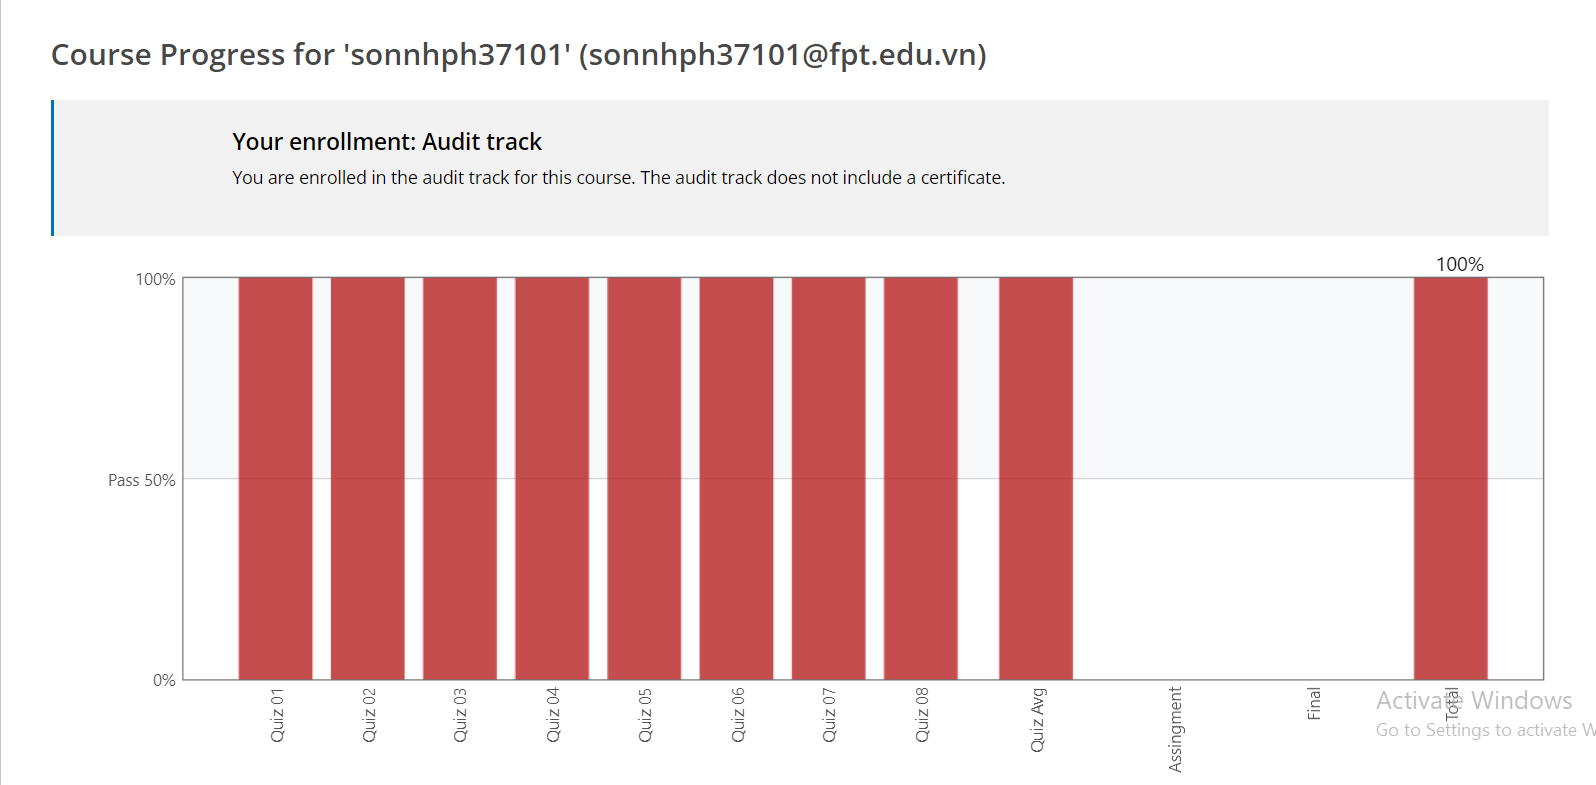 Course Progress for 'sonnhph37101' (sonnhph37101@fpt.edu.vn)
Your enrollment: Audit track
You are enrolled in the audit track for this course. The audit track does not include a certificate.
100%
100%
Pass 50%
0%
Quiz 01
Quiz 02
Quiz 03
Quiz 04
Quiz 05
Quiz 06
Quiz 07
Quiz 08
Quiz Avg
Assingment
Final
Total
Activate Windows
Go to Settings to activate W